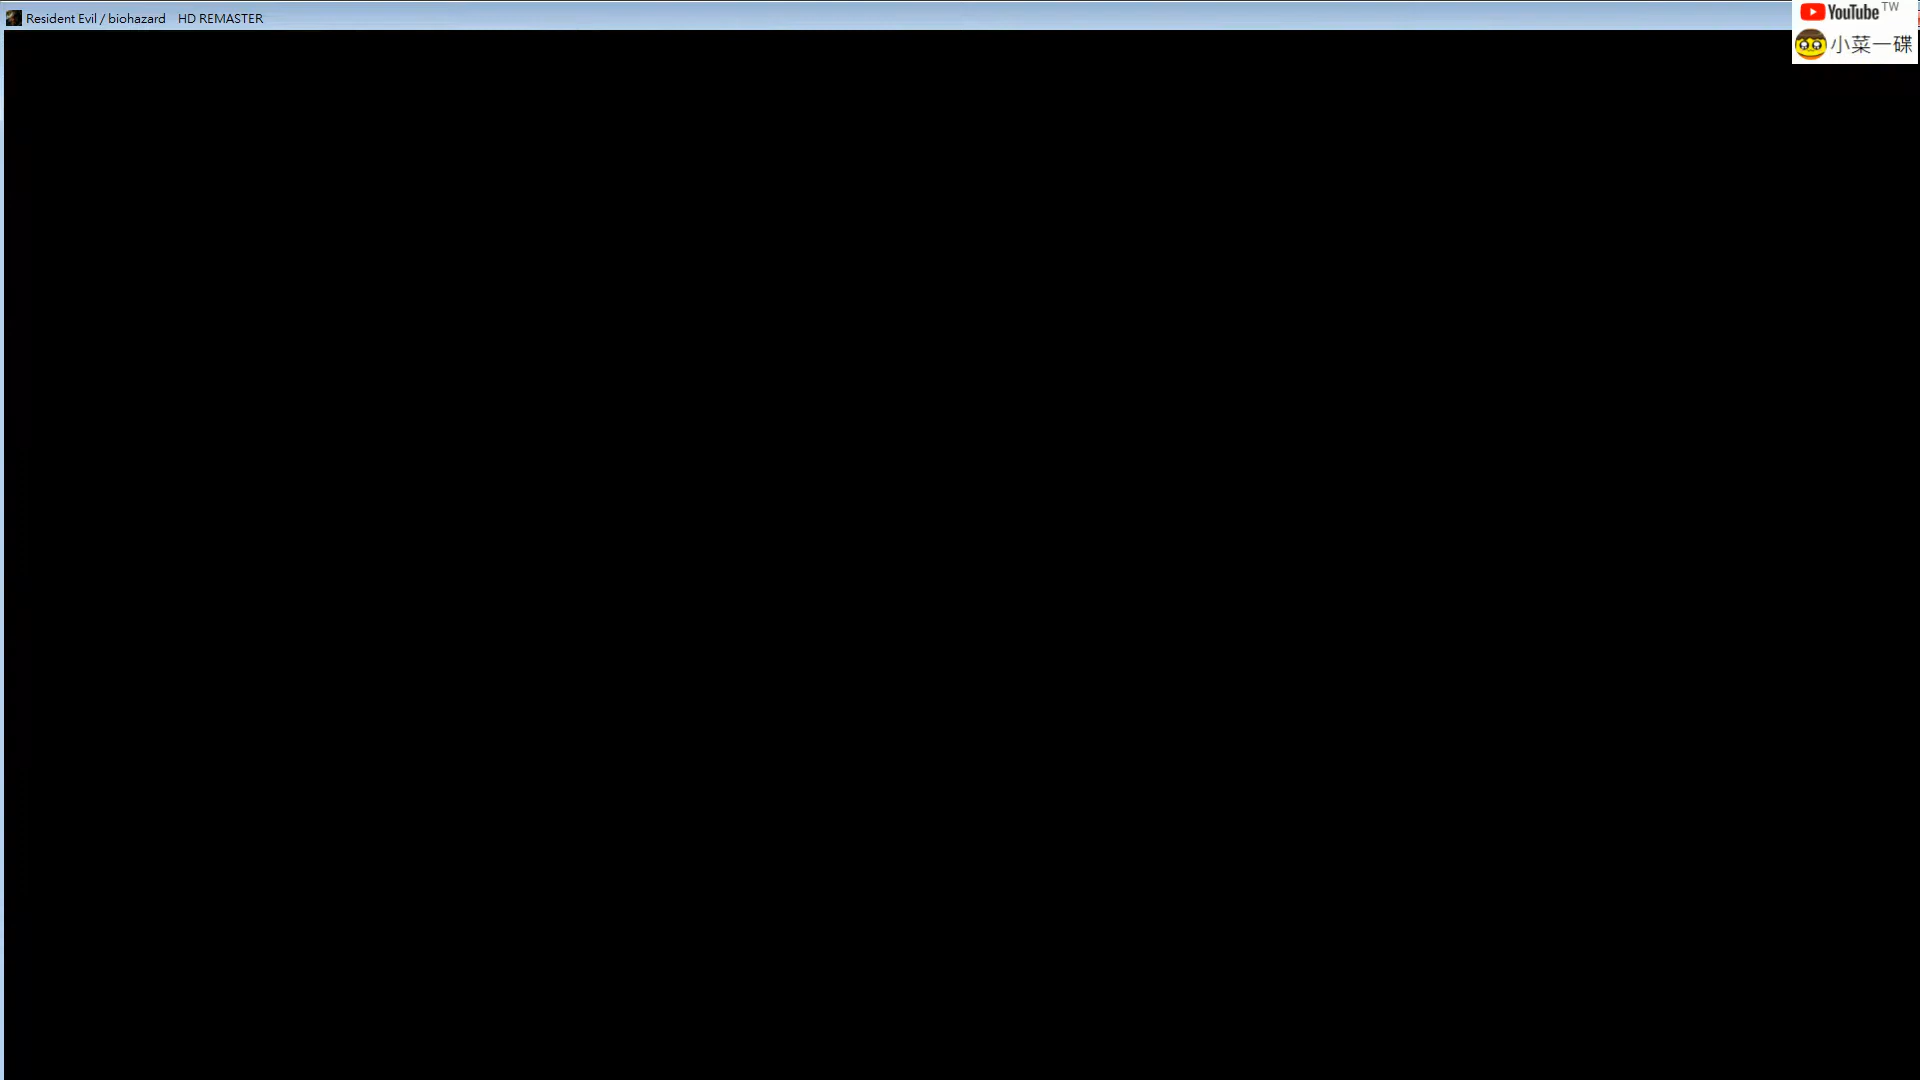 Resident Evil / biohazard HD REMASTER
YouTube TW
小菜一碟